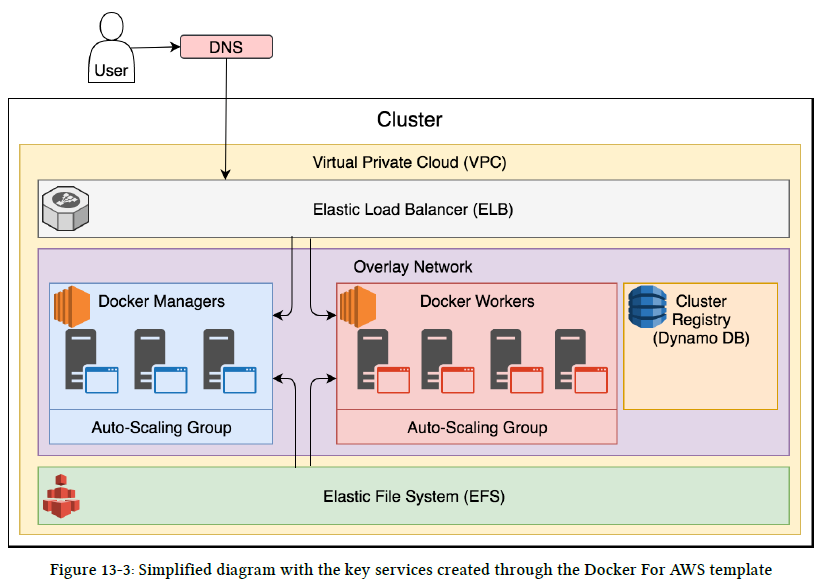 User
DNS
Cluster
Virtual Private Cloud (VPC)
Elastic Load Balancer (ELB)
Overlay Network
Docker Managers
Auto-Scaling Group
Docker Workers
Auto-Scaling Group
Cluster
Registry
(Dynamo DB)
Elastic File System (EFS)
Figure 13-3: Simplified diagram with the key services created through the Docker For AWS template